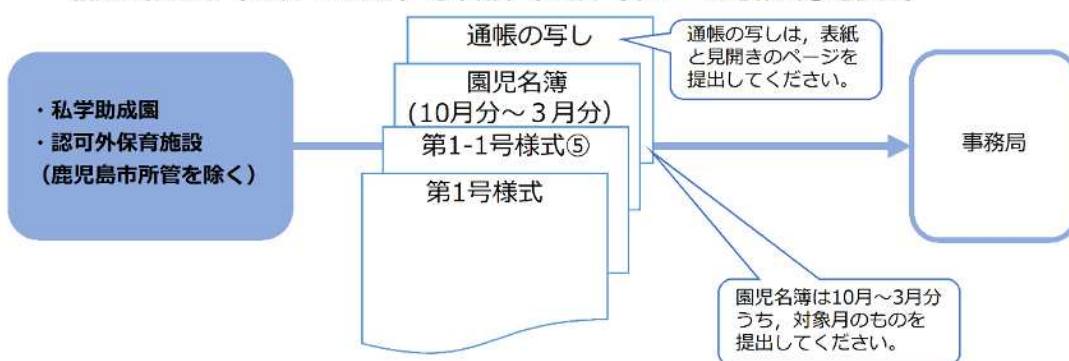 通帳の写し
通帳の写しは，表紙
と見開きのページを
提出してください。
園児名簿
(10月分～３月分）
・私学助成園
・認可外保育施設
（鹿児島市所管を除く）
第1-1号様式⑤
事務局
第1号様式
園児名簿は10月～3月分
うち，対象月のものを
提出してください。